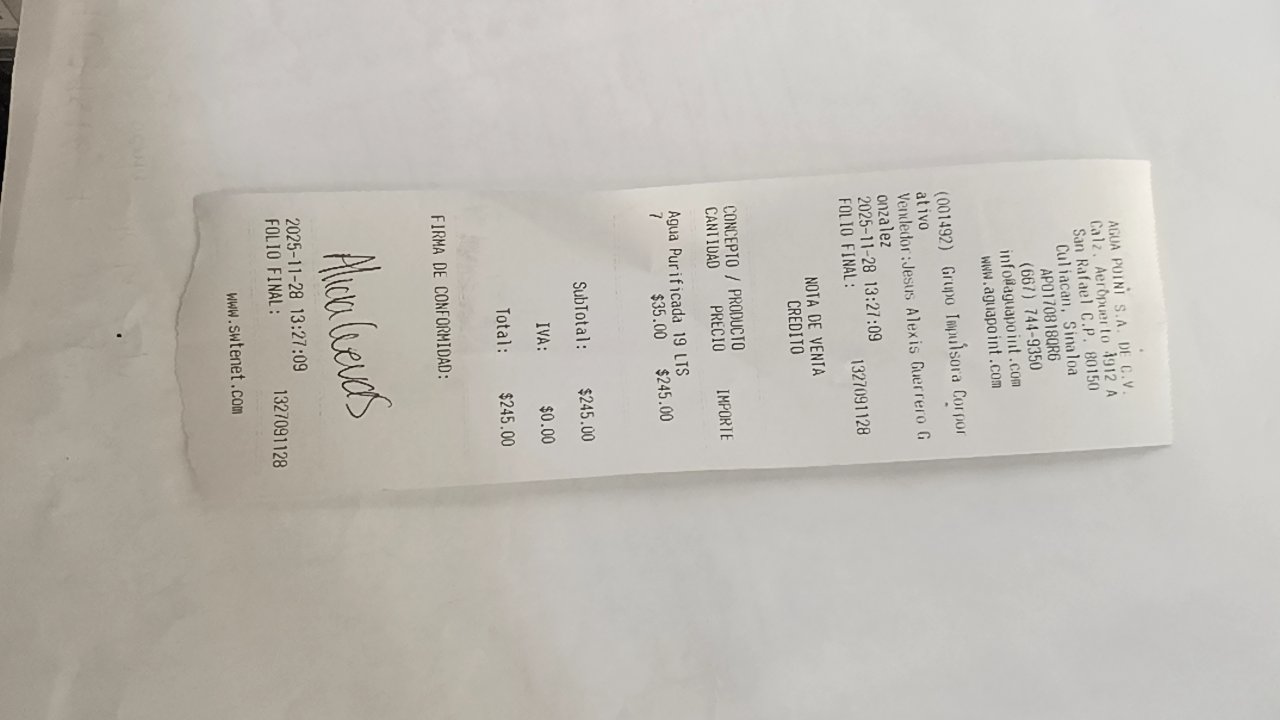 AGUA POINT S.A. DE C.V.
Calz. Aeropuerto 4912 A
San Rafael C.P. 80150
Culiacan, Sinaloa
APO170818QR6
(667) 744-9350
info@aguapoint.com
www.aguapoint.com
(001492) Grupo Impulsora Corpor
ativo
Vendedor:Jesus Alexis Guerrero G
onzalez
2025-11-28 13:27:09
FOLIO FINAL: 1327091128
NOTA DE VENTA
CREDITO
CONCEPTO / PRODUCTO
CANTIDAD PRECIO IMPORTE
Agua Purificada 19 LTS
7 $35.00 $245.00
SubTotal: $245.00
IVA: $0.00
Total: $245.00
FIRMA DE CONFORMIDAD:
2025-11-28 13:27:09
FOLIO FINAL: 1327091128
www.swtenet.com